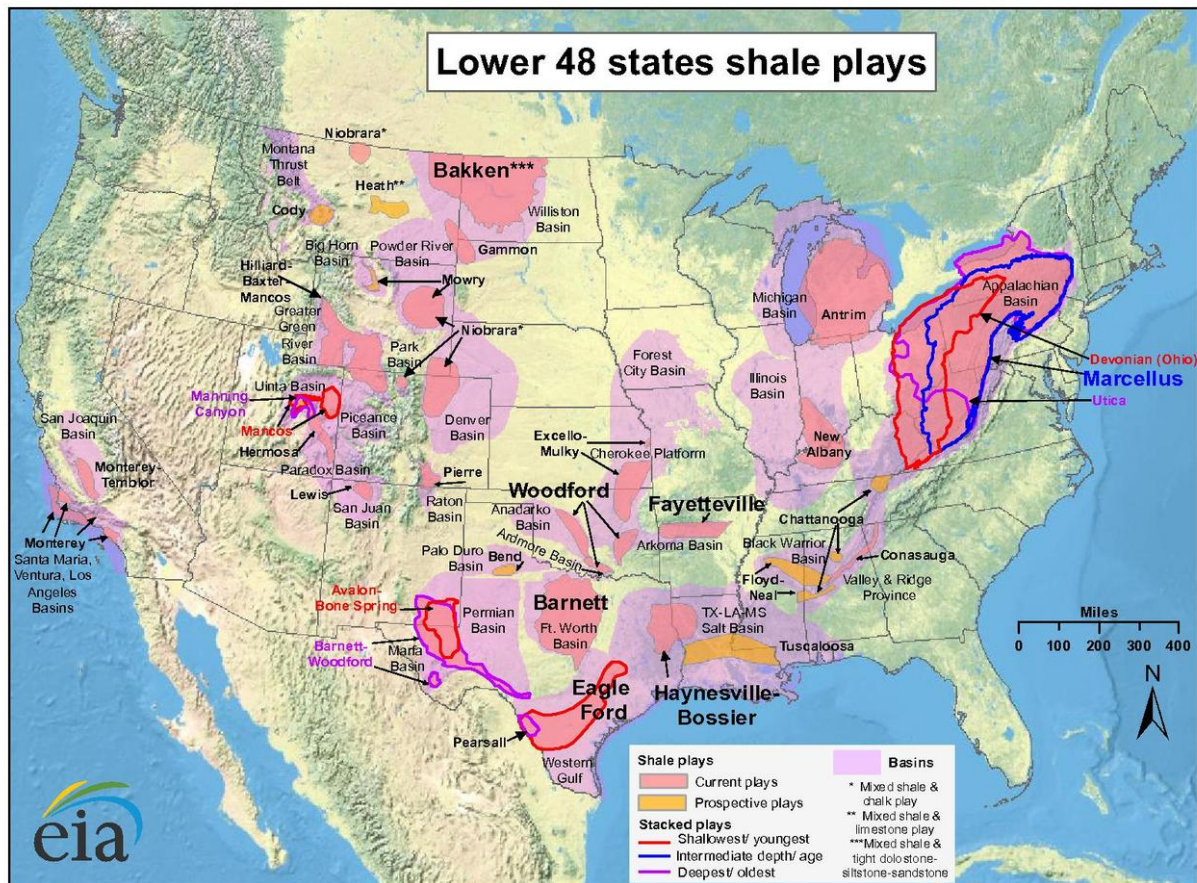 Lower 48 states shale plays
Niobrara*
Montana
Thrust
Belt
Bakken***
Heath**
Cody
Williston
Basin
Big Horn
Basin
Powder River
Basin
Gammon
Hilliard-
Baxter
Mancos
Mowry
Greater
Green
River
Basin
Niobrara*
Park
Basin
Michigan
Basin
Antrim
Appalachian
Basin
Devonian (Ohio)
Marcellus
Utica
Forest
City Basin
Illinois
Basin
Uinta Basin
Manning
Canyon
Mancos
Piceance
Basin
Denver
Basin
Hermosa
San Joaquin
Basin
Monterey-
Temblor
Paradox Basin
Lewis
San Juan
Basin
Pierre
Raton
Basin
Excello-
Mulky
Cherokee Platform
New
Albany
Woodford
Anadarko
Basin
Ardmore Basin
Fayetteville
Arkoma Basin
Chattanooga
Black Warrior
Basin
Conasauga
Floyd-
Neal
Valley & Ridge
Province
Monterey
Santa Maria,
Ventura, Los
Angeles
Basins
Palo Duro
Basin
Bend
Avalon-
Bone Spring
Permian
Basin
Barnett
Ft. Worth
Basin
TX-LA-MS
Salt Basin
Tuscaloosa
Barnett-
Woodford
Marfa
Basin
Eagle
Ford
Haynesville-
Bossier
Pearsall
Western
Gulf
Miles
0 100 200 300 400
N
Shale plays
Current plays
Prospective plays
Stacked plays
Shallowest/ youngest
Intermediate depth/ age
Deepest/ oldest
Basins
* Mixed shale &
chalk play
** Mixed shale &
limestone play
***Mixed shale &
tight dolostone-
siltstone-sandstone
eia